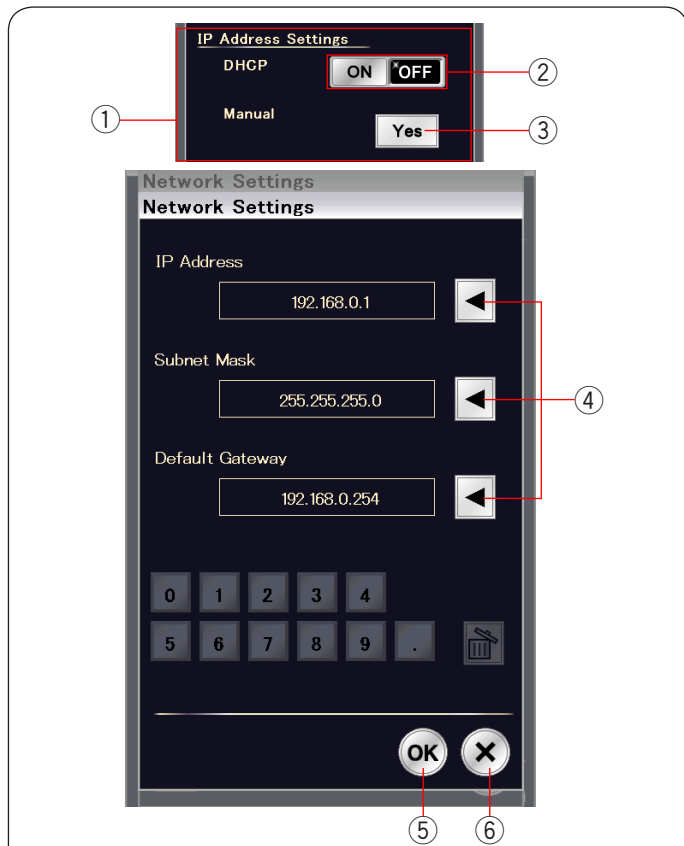 IP Address Settings
DHCP ON OFF ②
① Manual Yes ③
Network Settings
Network Settings
IP Address
192.168.0.1
Subnet Mask
255.255.255.0 ④
Default Gateway
192.168.0.254
0 1 2 3 4
5 6 7 8 9 .
OK ×
⑤ ⑥